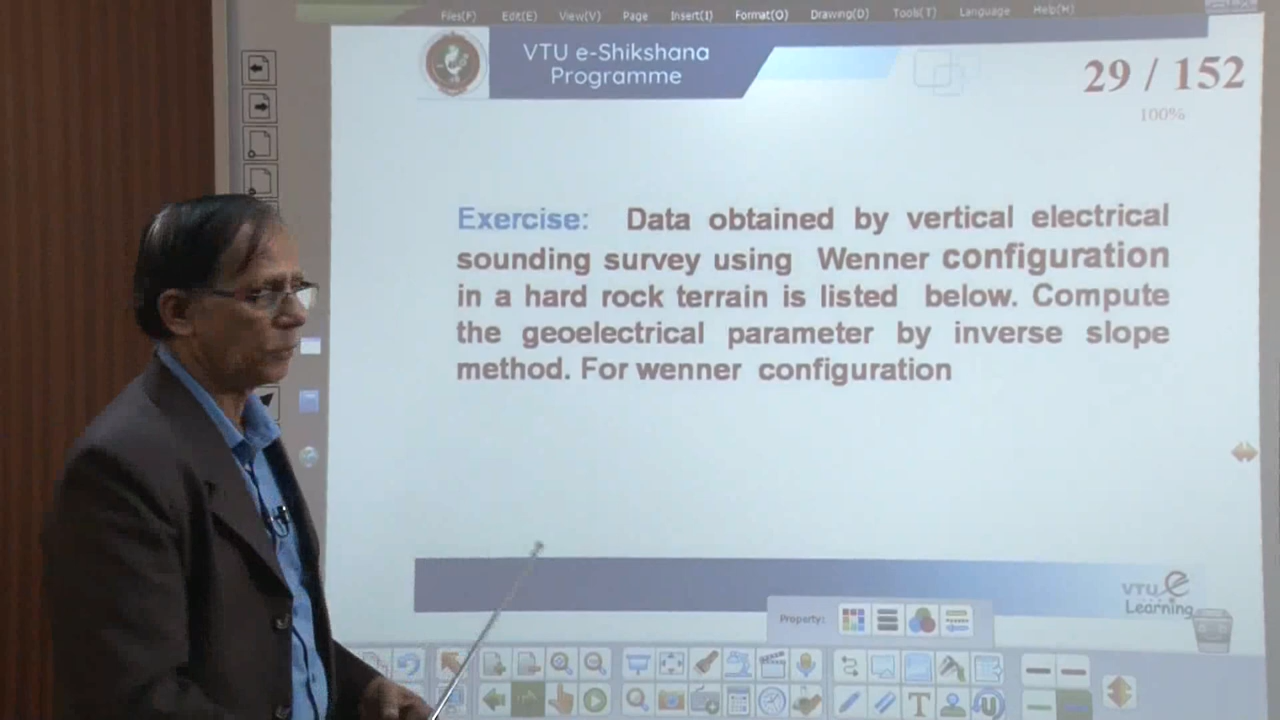 Files(F) Edit(E) View(V) Page Insert(I) Format(O) Drawing(D) Tools(T) Language Help(H)
VTU e-Shikshana
Programme
29 / 152
100%
Exercise: Data obtained by vertical electrical
sounding survey using Wenner configuration
in a hard rock terrain is listed below. Compute
the geoelectrical parameter by inverse slope
method. For wenner configuration
VTU e
Learning
Property: